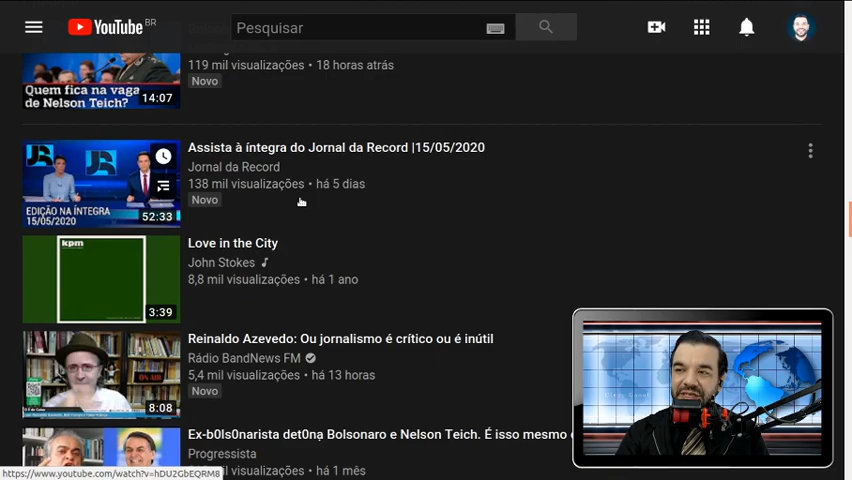 YouTube BR
Pesquisar
119 mil visualizações • 18 horas atrás
Novo
Quem fica na vaga
de Nelson Teich?
14:07
Assista à íntegra do Jornal da Record |15/05/2020
Jornal da Record
138 mil visualizações • há 5 dias
Novo
EDIÇÃO NA ÍNTEGRA
15/05/2020
52:33
Love in the City
John Stokes
8,8 mil visualizações • há 1 ano
kpm
3:39
Reinaldo Azevedo: Ou jornalismo é crítico ou é inútil
Rádio BandNews FM
5,4 mil visualizações • há 13 horas
Novo
ON AIR
8:08
Ex-b0ls0narista det0nạ Bolsonaro e Nelson Teich. É isso mesmo
Progressista
visualizações • há 1 mês
https://www.youtube.com/watch?v=hDU2GbEQRM8